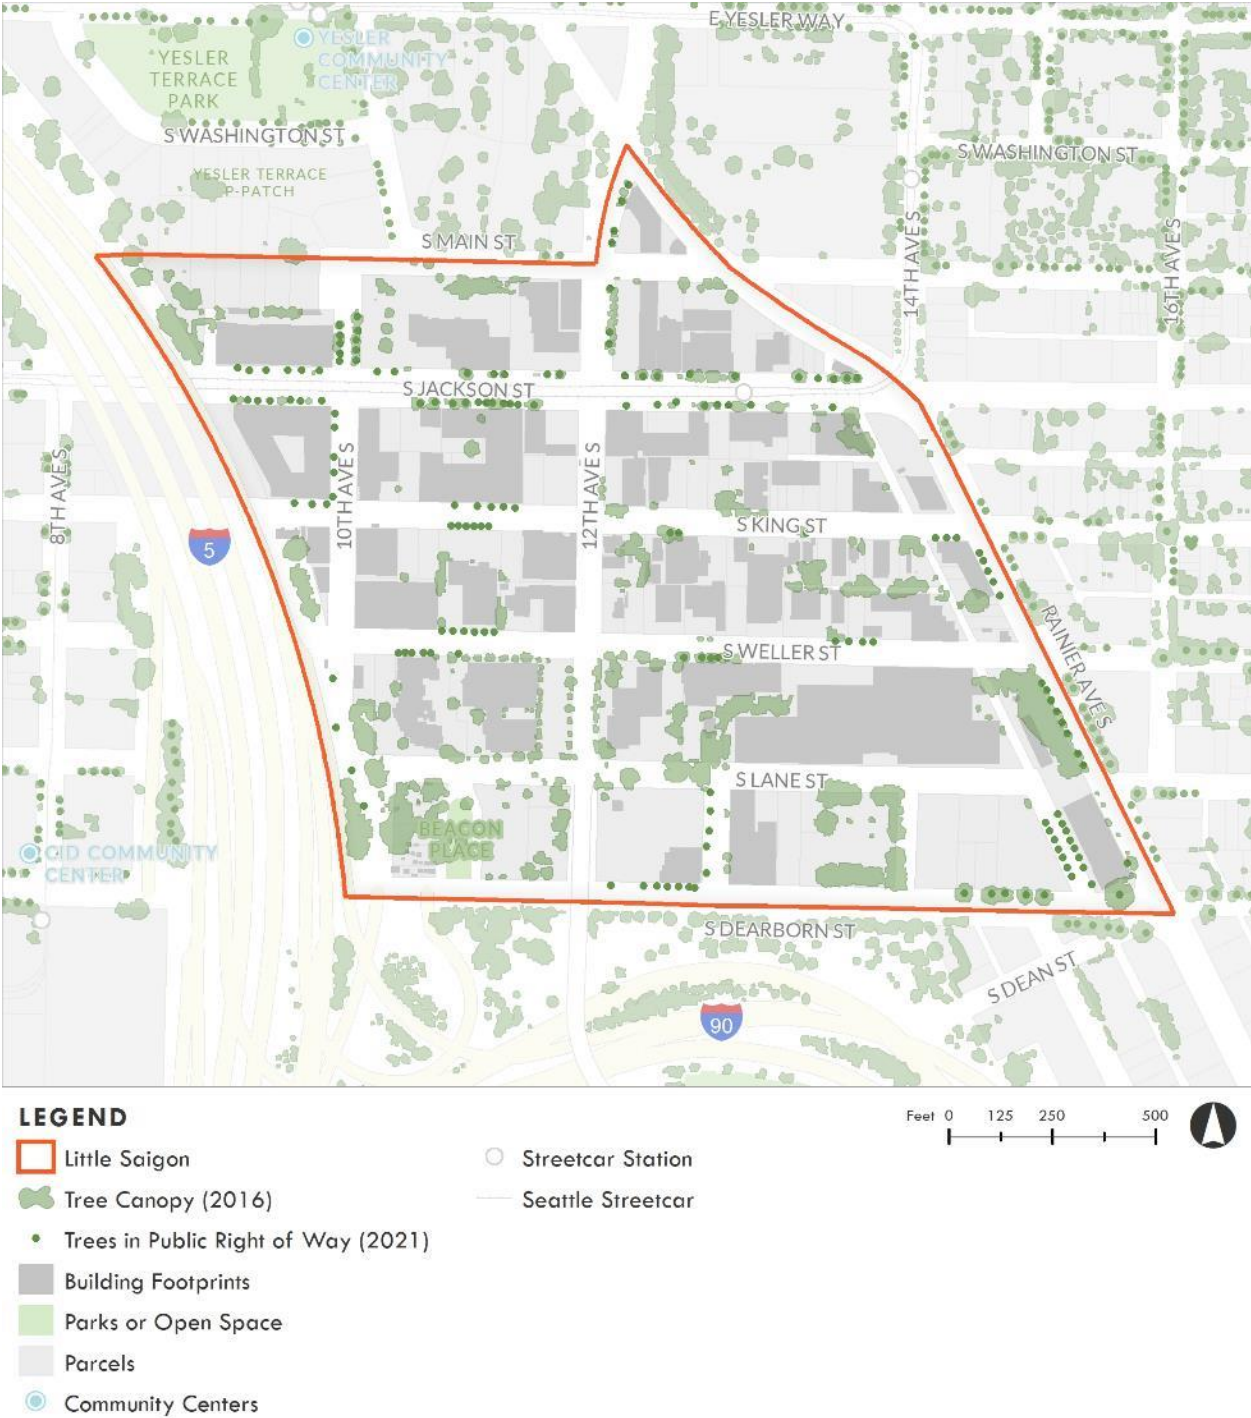 E YESLER WAY
YESLER
COMMUNITY
CENTER
YESLER
TERRACE
PARK
S WASHINGTON ST
S WASHINGTON ST
YESLER TERRACE
P-PATCH
S MAIN ST
14TH AVE S
16TH AVE S
S JACKSON ST
8TH AVE S
10TH AVE S
12TH AVE S
5
S KING ST
RAINIER AVE S
S WELLER ST
S LANE ST
BEACON
PLACE
CID COMMUNITY
CENTER
S DEARBORN ST
S DEAN ST
90
LEGEND
Feet 0 125 250 500
Little Saigon
Streetcar Station
Tree Canopy (2016)
Seattle Streetcar
Trees in Public Right of Way (2021)
Building Footprints
Parks or Open Space
Parcels
Community Centers